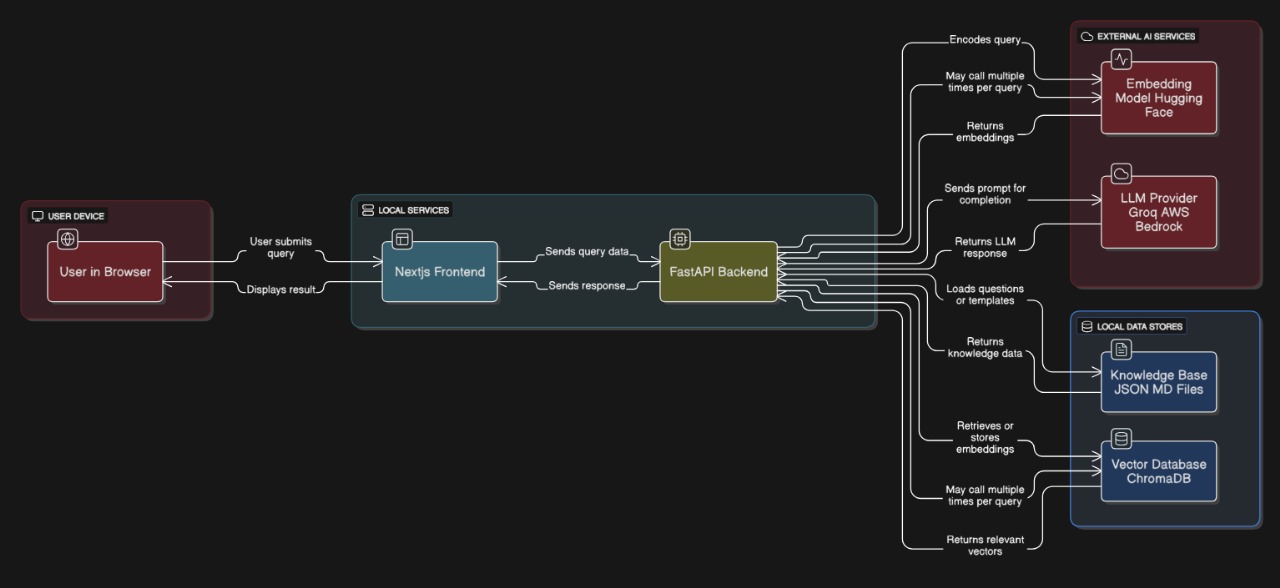 USER DEVICE
User in Browser
User submits
query
Displays result
LOCAL SERVICES
Nextjs Frontend
Sends query data
Sends response
FastAPI Backend
Encodes query
May call multiple
times per query
Returns
embeddings
Sends prompt for
completion
Returns LLM
response
Loads questions
or templates
Returns
knowledge data
Retrieves or
stores
embeddings
May call multiple
times per query
Returns relevant
vectors
EXTERNAL AI SERVICES
Embedding
Model Hugging
Face
LLM Provider
Groq AWS
Bedrock
LOCAL DATA STORES
Knowledge Base
JSON MD Files
Vector Database
ChromaDB